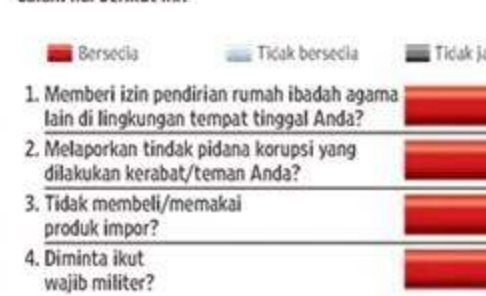 Bersedia
Tidak bersedia
Tidak
1. Memberi izin pendirian rumah ibadah agama
lain di lingkungan tempat tinggal Anda?
2. Melaporkan tindak pidana korupsi yang
dilakukan kerabat/teman Anda?
3. Tidak membeli/memakai
produk impor?
4. Diminta ikut
wajib militer?